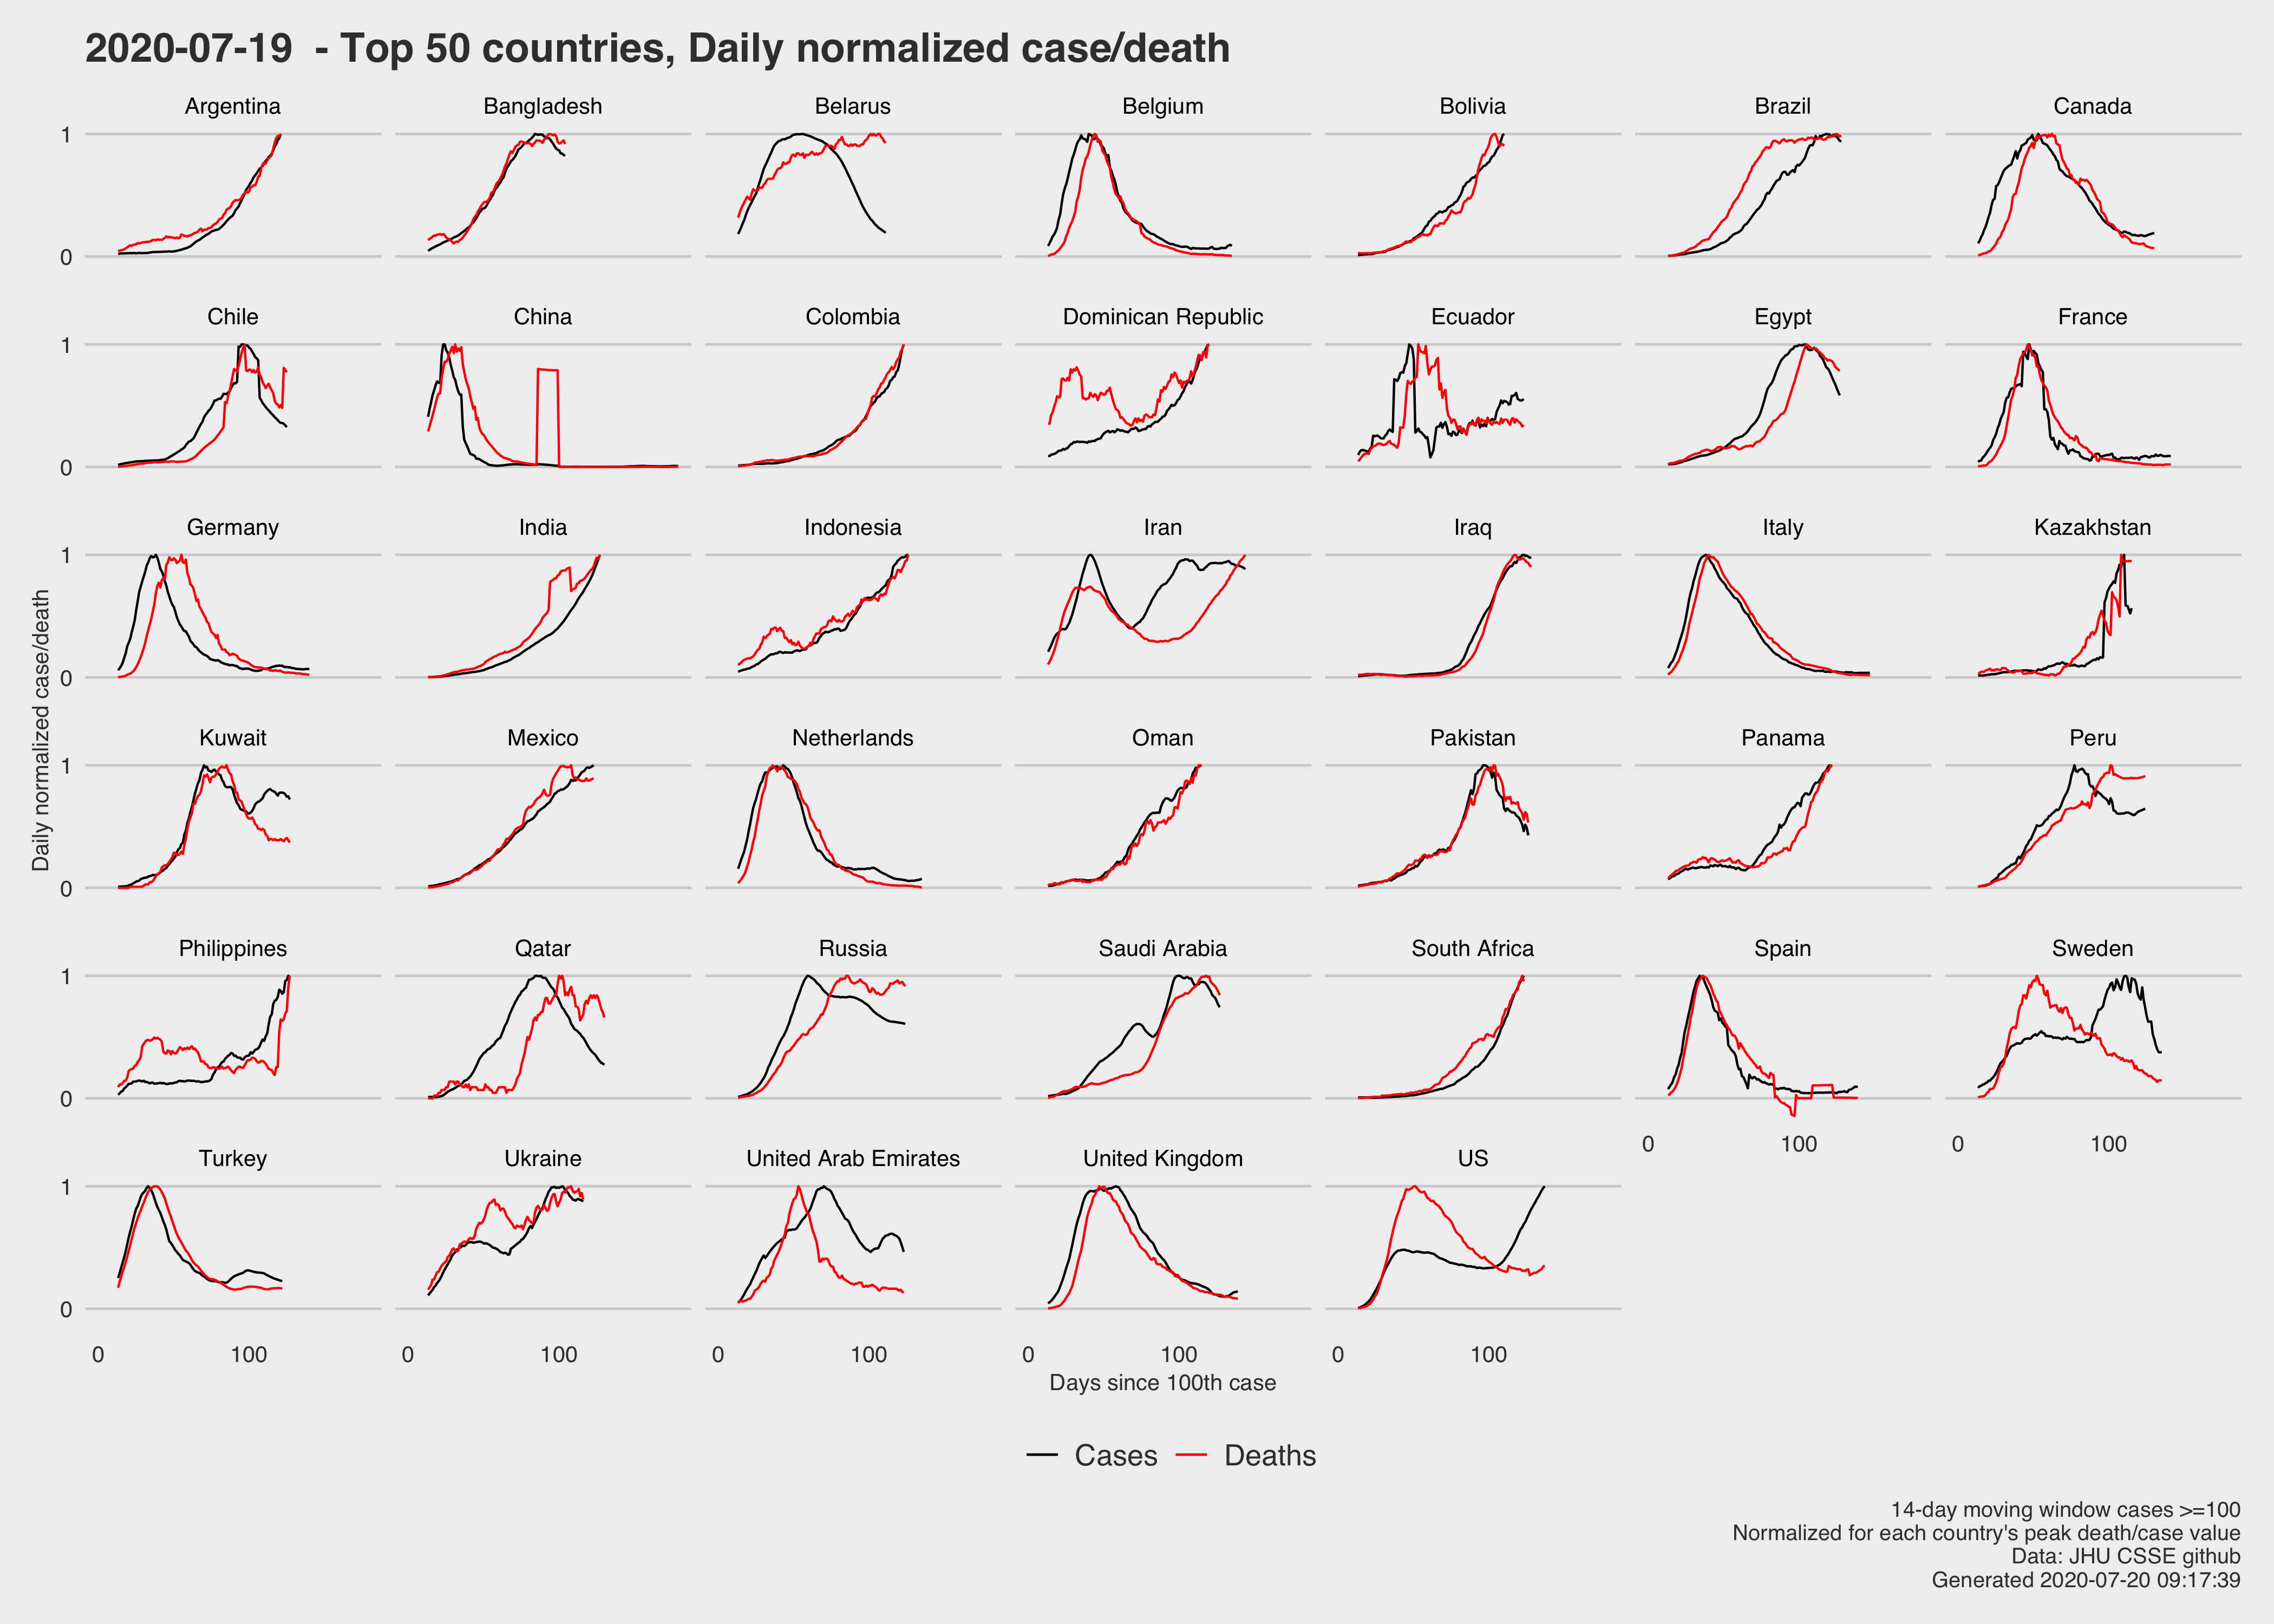 2020-07-19  - Top 50 countries, Daily normalized case/death
Argentina Bangladesh Belarus Belgium Bolivia Brazil Canada
1
0
Chile China Colombia Dominican Republic Ecuador Egypt France
1
0
Germany India Indonesia Iran Iraq Italy Kazakhstan
1
0
Daily normalized case/death
Kuwait Mexico Netherlands Oman Pakistan Panama Peru
1
0
Philippines Qatar Russia Saudi Arabia South Africa Spain Sweden
1
0
0 100 0 100
Turkey Ukraine United Arab Emirates United Kingdom US
1
0
0 100 0 100 0 100 0 100 0 100
Days since 100th case
Cases Deaths
14-day moving window cases >=100
Normalized for each country's peak death/case value
Data: JHU CSSE github
Generated 2020-07-20 09:17:39